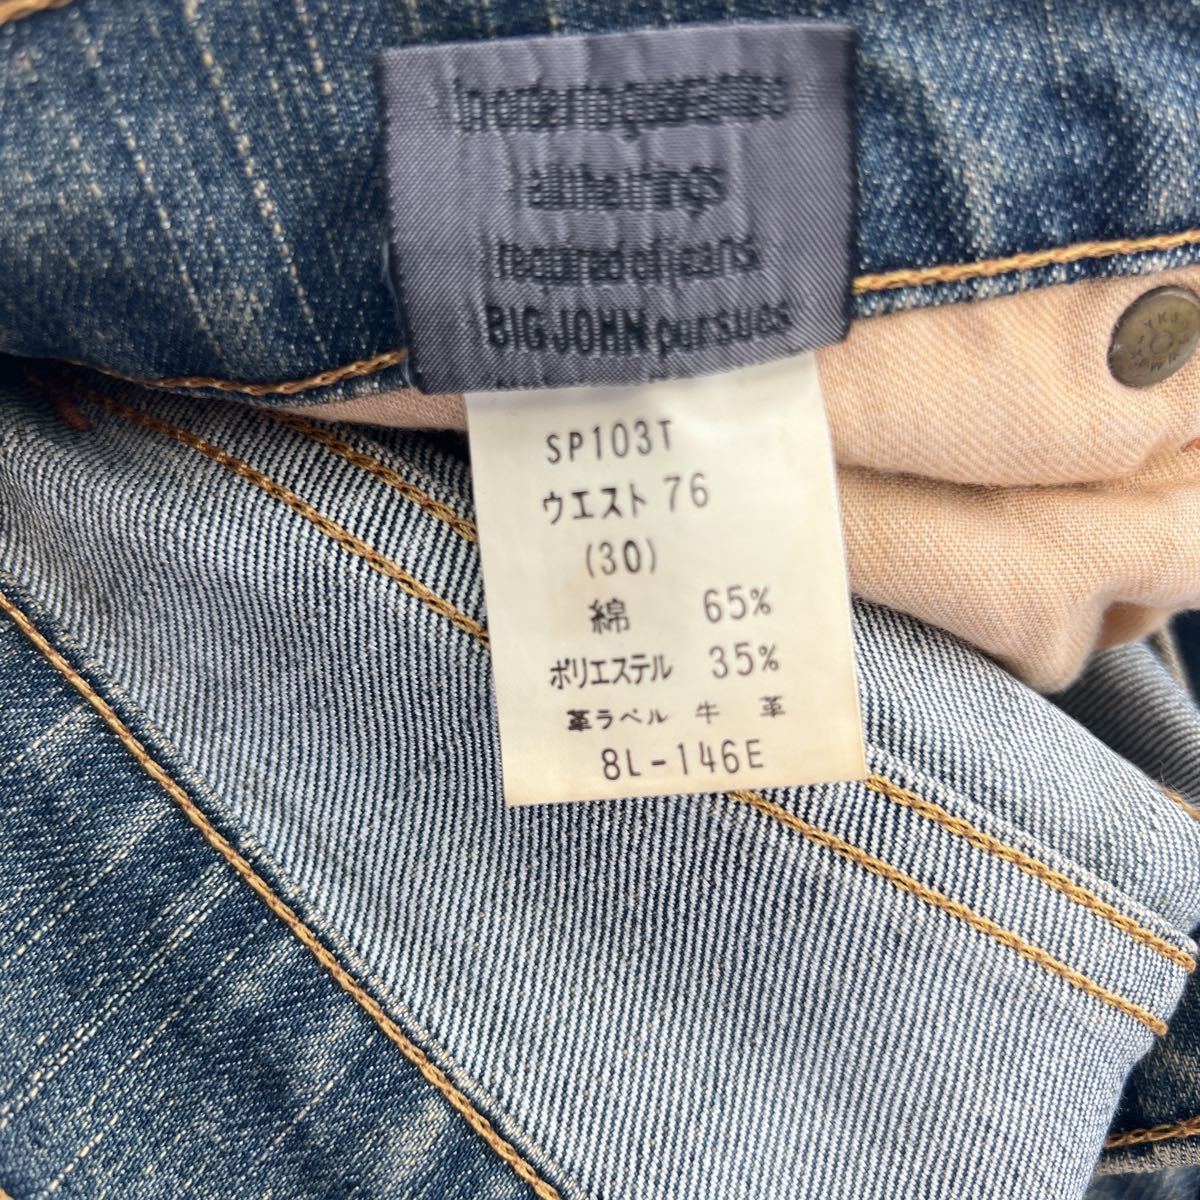 In order to guarantee
all the things
required of jeans
BIG JOHN pursues
SP103T
ウエスト 76
(30)
綿 65%
ポリエステル 35%
革ラベル 牛 革
8L-146E